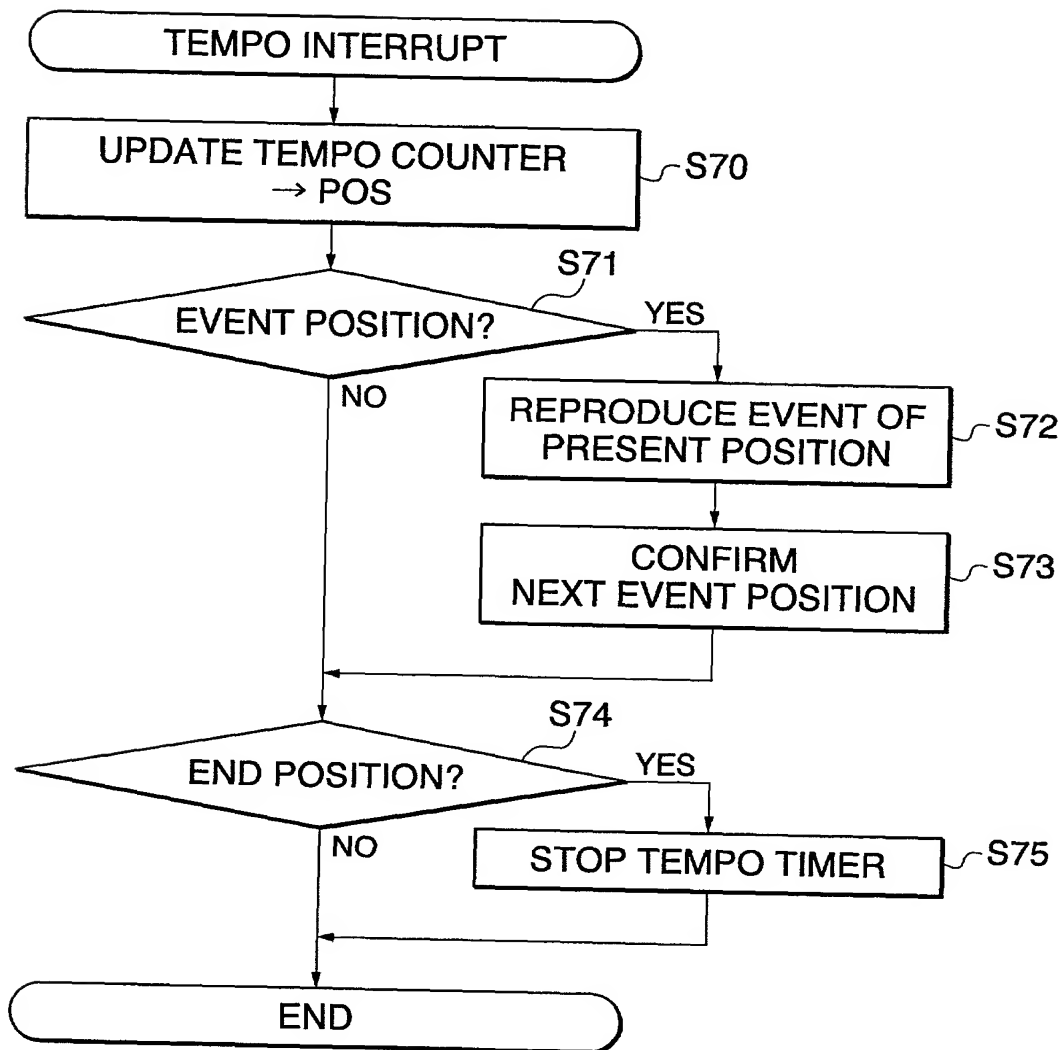 TEMPO INTERRUPT
UPDATE TEMPO COUNTER
→ POS
S70
S71
EVENT POSITION?
YES
NO
REPRODUCE EVENT OF
PRESENT POSITION
S72
CONFIRM
NEXT EVENT POSITION
S73
S74
END POSITION?
YES
NO
STOP TEMPO TIMER
S75
END